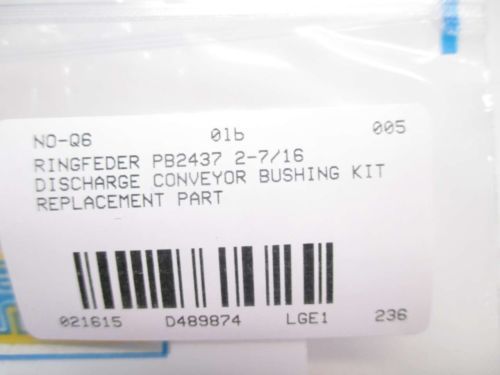 NO-Q6 01b 005
RINGFEDER PB2437 2-7/16
DISCHARGE CONVEYOR BUSHING KIT
REPLACEMENT PART
021615 D489874 LGE1 236